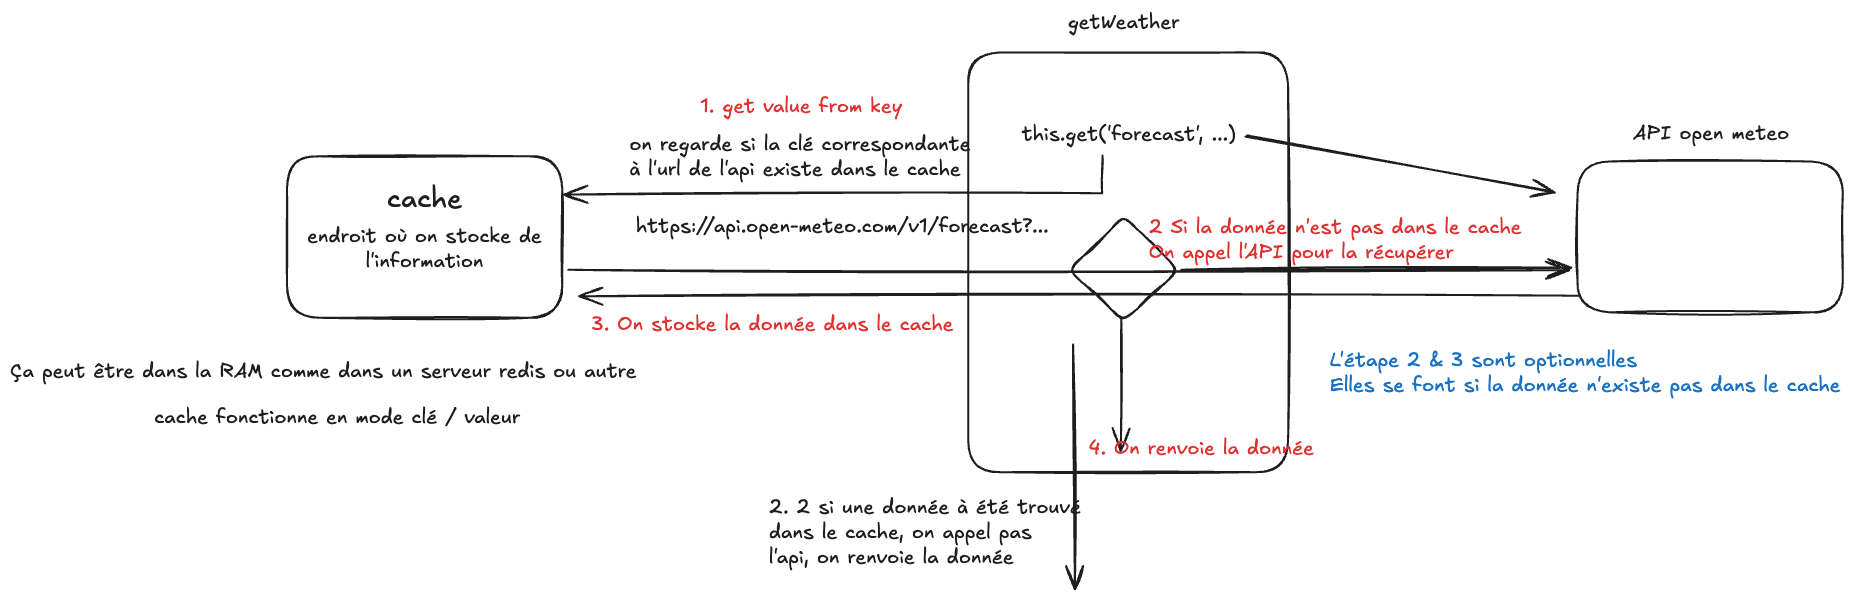 getWeather
1. get value from key
on regarde si la clé correspondante
à l'url de l'api existe dans le cache
this.get('forecast', ...)
API open meteo
cache
endroit où on stocke de
l'information
https://api.open-meteo.com/v1/forecast?...
2 Si la donnée n'est pas dans le cache
On appel l'API pour la récupérer
3. On stocke la donnée dans le cache
Ça peut être dans la RAM comme dans un serveur redis ou autre
cache fonctionne en mode clé / valeur
L'étape 2 & 3 sont optionnelles
Elles se font si la donnée n'existe pas dans le cache
4. On renvoie la donnée
2. 2 si une donnée à été trouvé
dans le cache, on appel pas
l'api, on renvoie la donnée